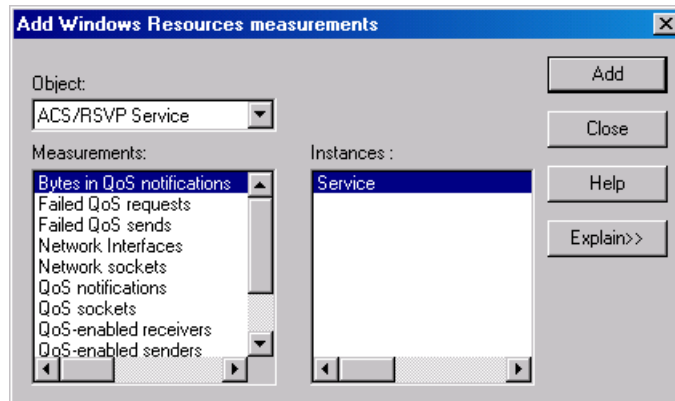 Add Windows Resources measurements
Object:
ACS/RSVP Service
Measurements:
Bytes in QoS notifications
Failed QoS requests
Failed QoS sends
Network Interfaces
Network sockets
QoS notifications
QoS sockets
QoS-enabled receivers
QoS-enabled senders
Instances :
Service
Add
Close
Help
Explain>>